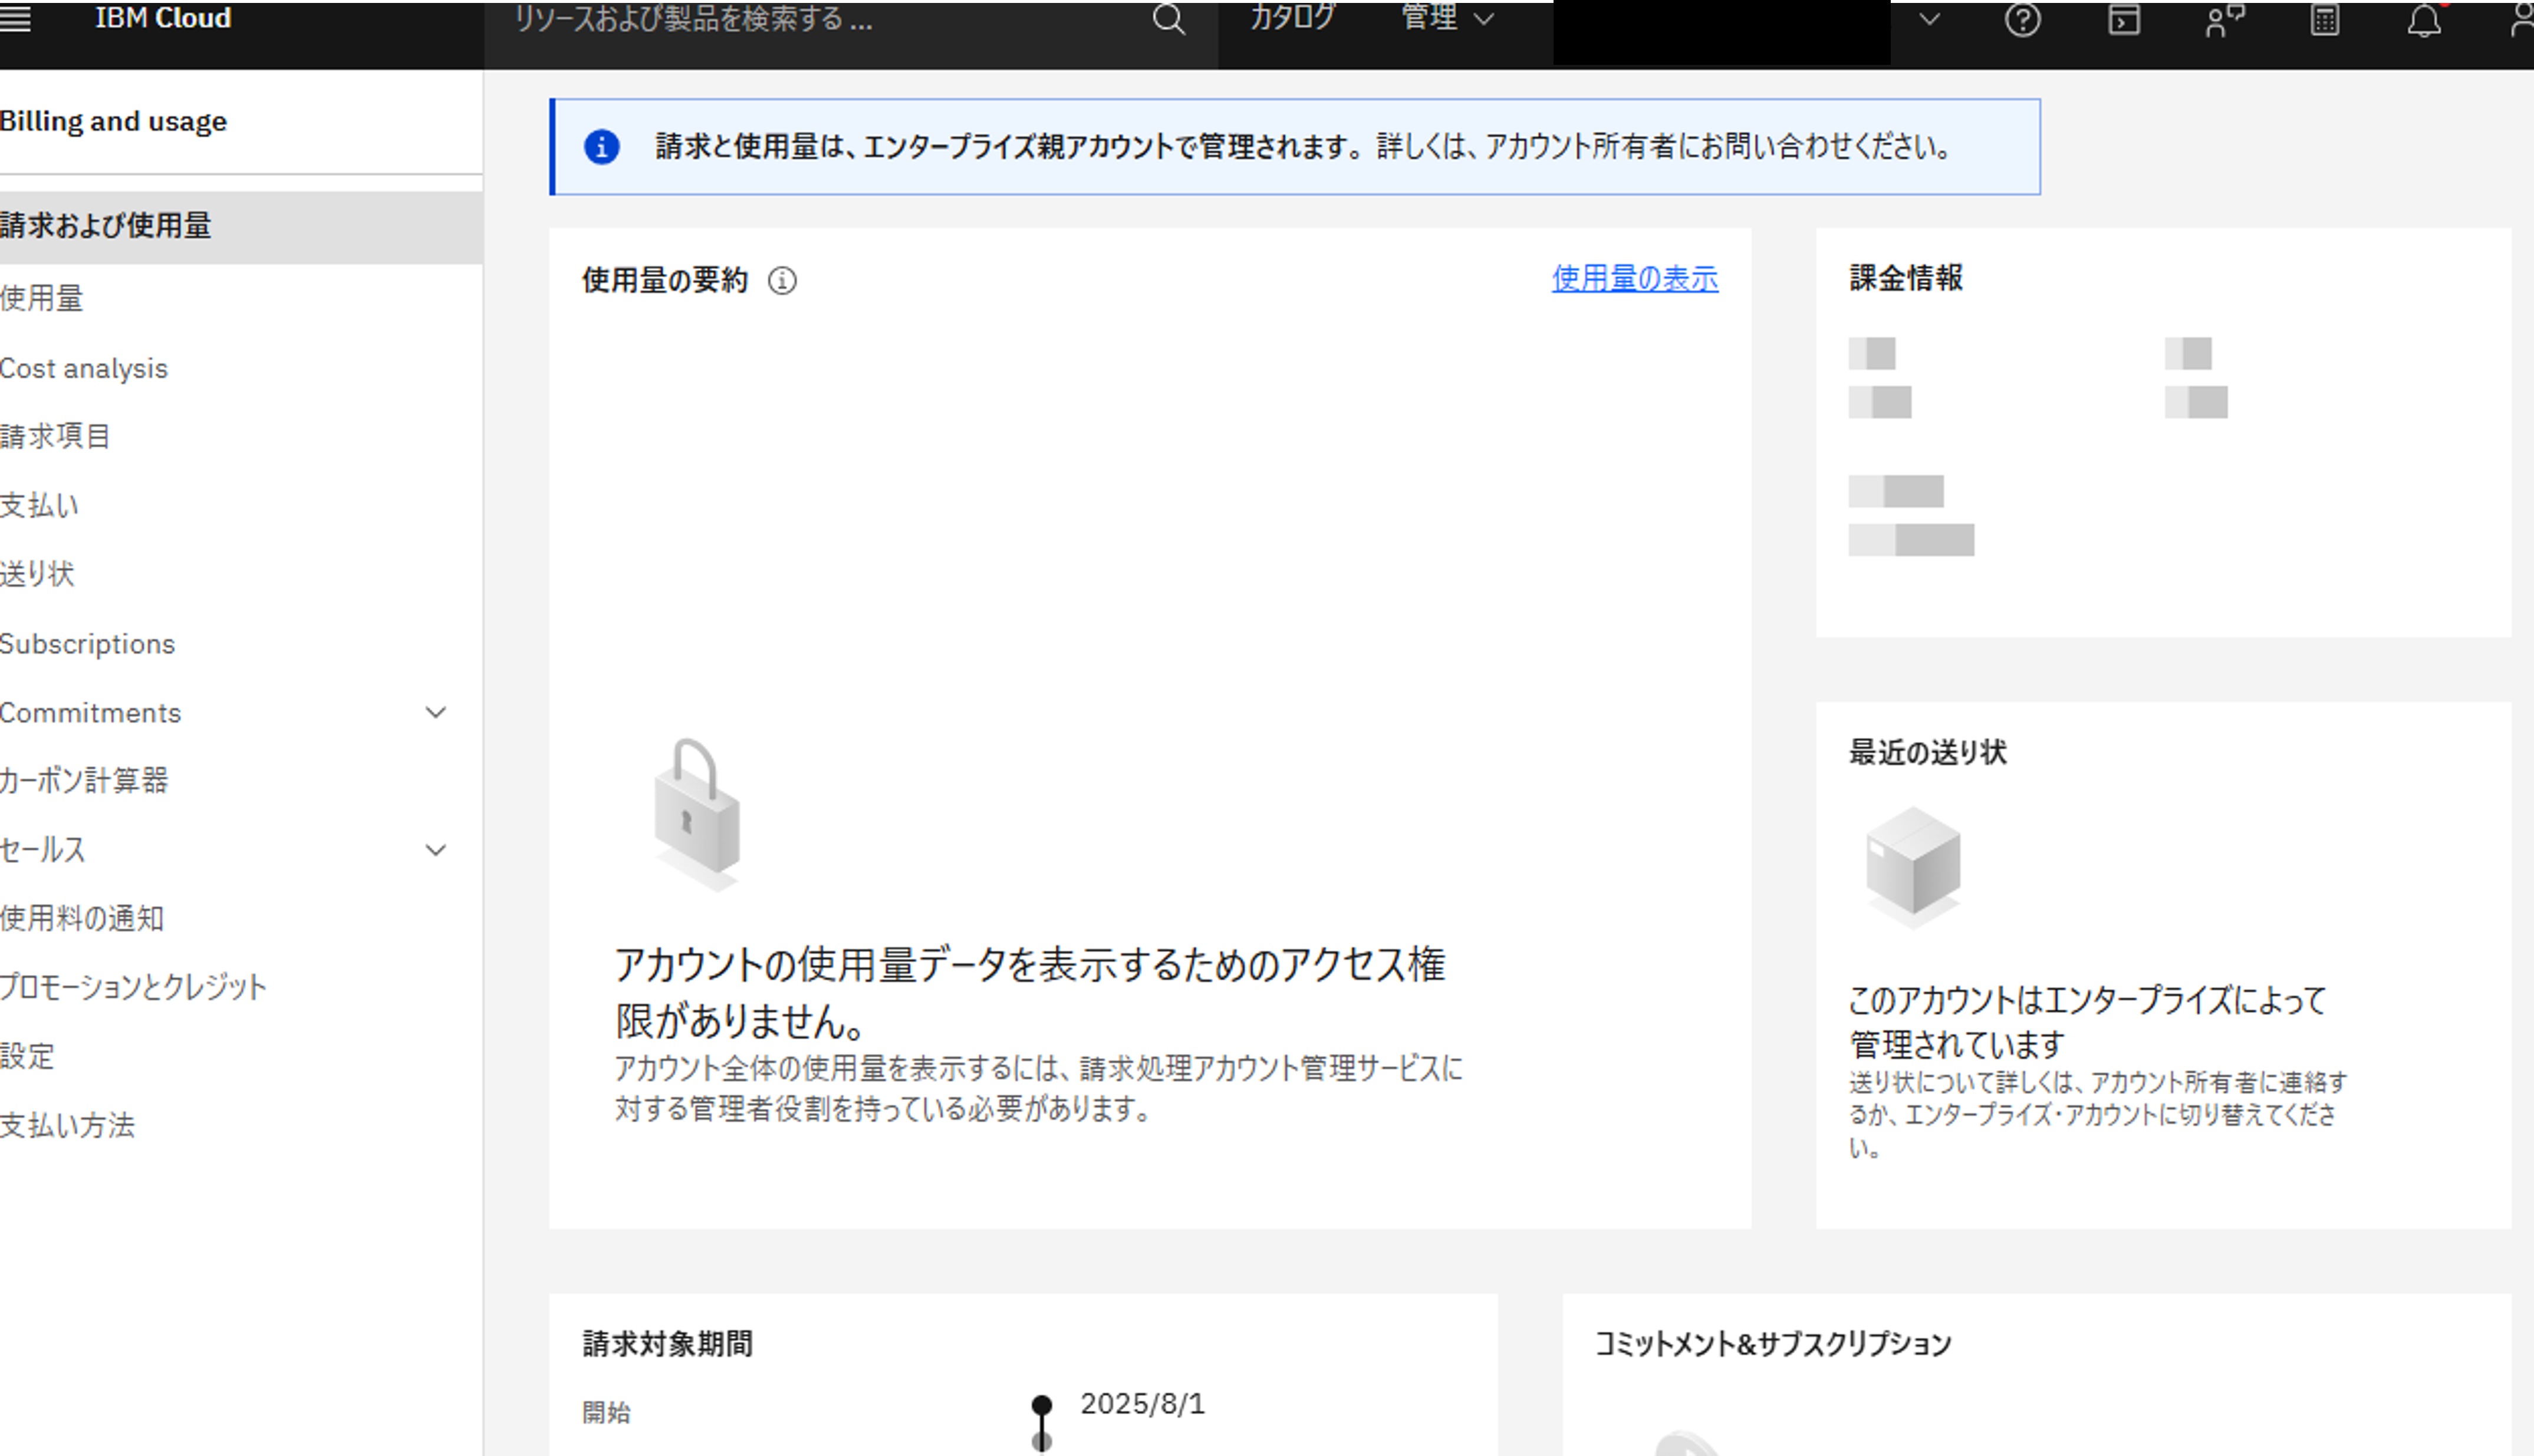 IBM Cloud
リソースおよび製品を検索する ...
カタログ
管理
Billing and usage
請求および使用量
使用量
Cost analysis
請求項目
支払い
送り状
Subscriptions
Commitments
カーボン計算器
セールス
使用料の通知
プロモーションとクレジット
設定
支払い方法
請求と使用量は、エンタープライズ親アカウントで管理されます。 詳しくは、アカウント所有者にお問い合わせください。
使用量の要約
使用量の表示
アカウントの使用量データを表示するためのアクセス権
限がありません。
アカウント全体の使用量を表示するには、請求処理アカウント管理サービスに
対する管理者役割を持っている必要があります。
課金情報
最近の送り状
このアカウントはエンタープライズによって
管理されています
送り状について詳しくは、アカウント所有者に連絡す
るか、エンタープライズ・アカウントに切り替えてくださ
い。
請求対象期間
開始
2025/8/1
コミットメント&サブスクリプション